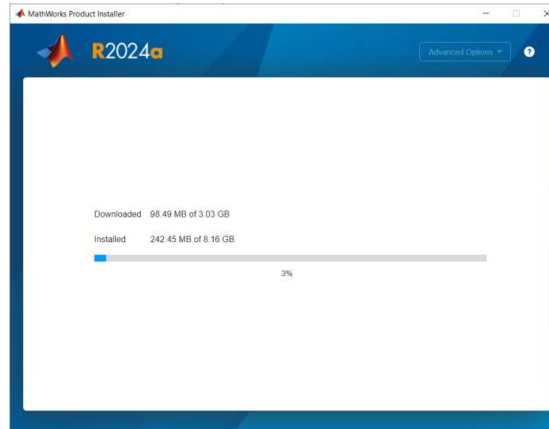 MathWorks Product Installer
R2024a
Advanced Options
?
Downloaded 98.49 MB of 3.03 GB
Installed 242.45 MB of 8.16 GB
3%